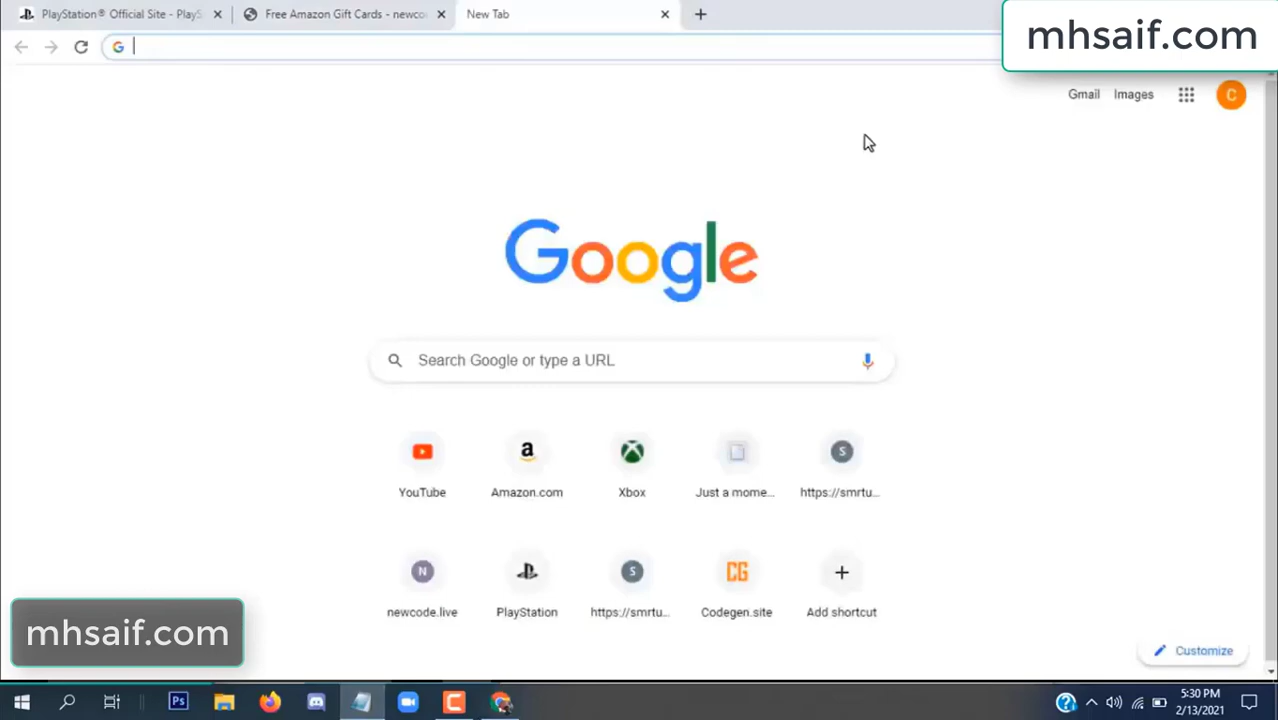 PlayStation® Official Site - PlayS
Free Amazon Gift Cards - newco
New Tab
mhsaif.com
Gmail
Images
C
Google
Search Google or type a URL
YouTube
Amazon.com
Xbox
Just a mome...
S
https://smrtu...
N
newcode.live
PlayStation
S
https://smrtu...
CG
Codegen.site
Add shortcut
mhsaif.com
Customize
Ps
5:30 PM
2/13/2021